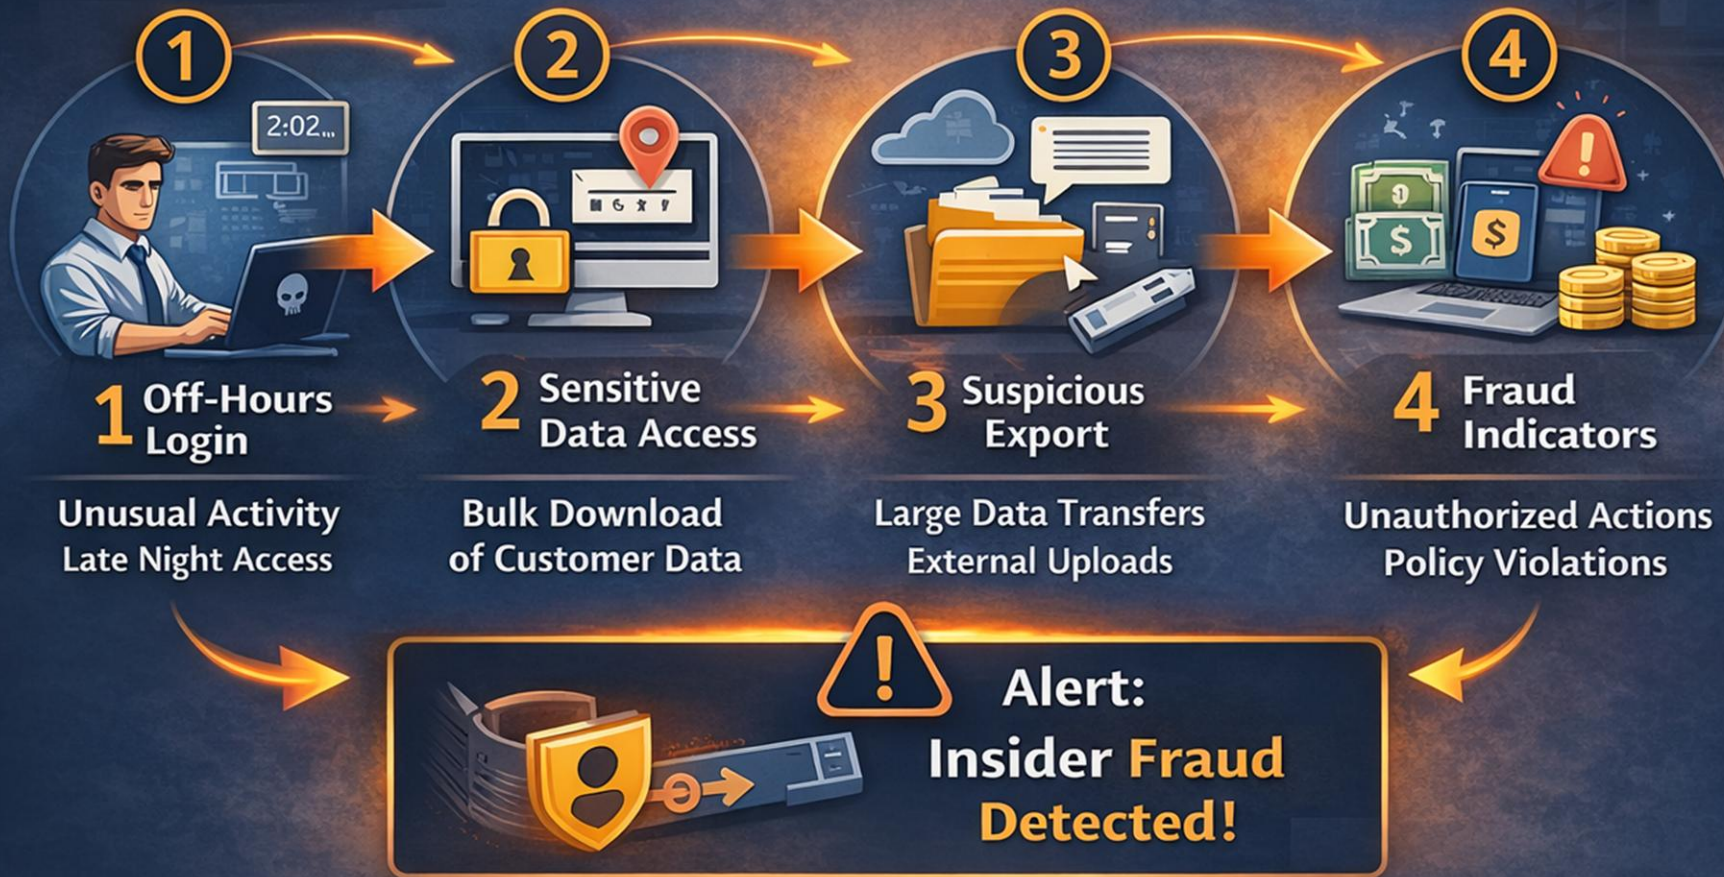 1
2
3
4
2:02...
1 Off-Hours
Login
Unusual Activity
Late Night Access
2 Sensitive
Data Access
Bulk Download
of Customer Data
3 Suspicious
Export
Large Data Transfers
External Uploads
4 Fraud
Indicators
Unauthorized Actions
Policy Violations
Alert:
Insider Fraud
Detected!